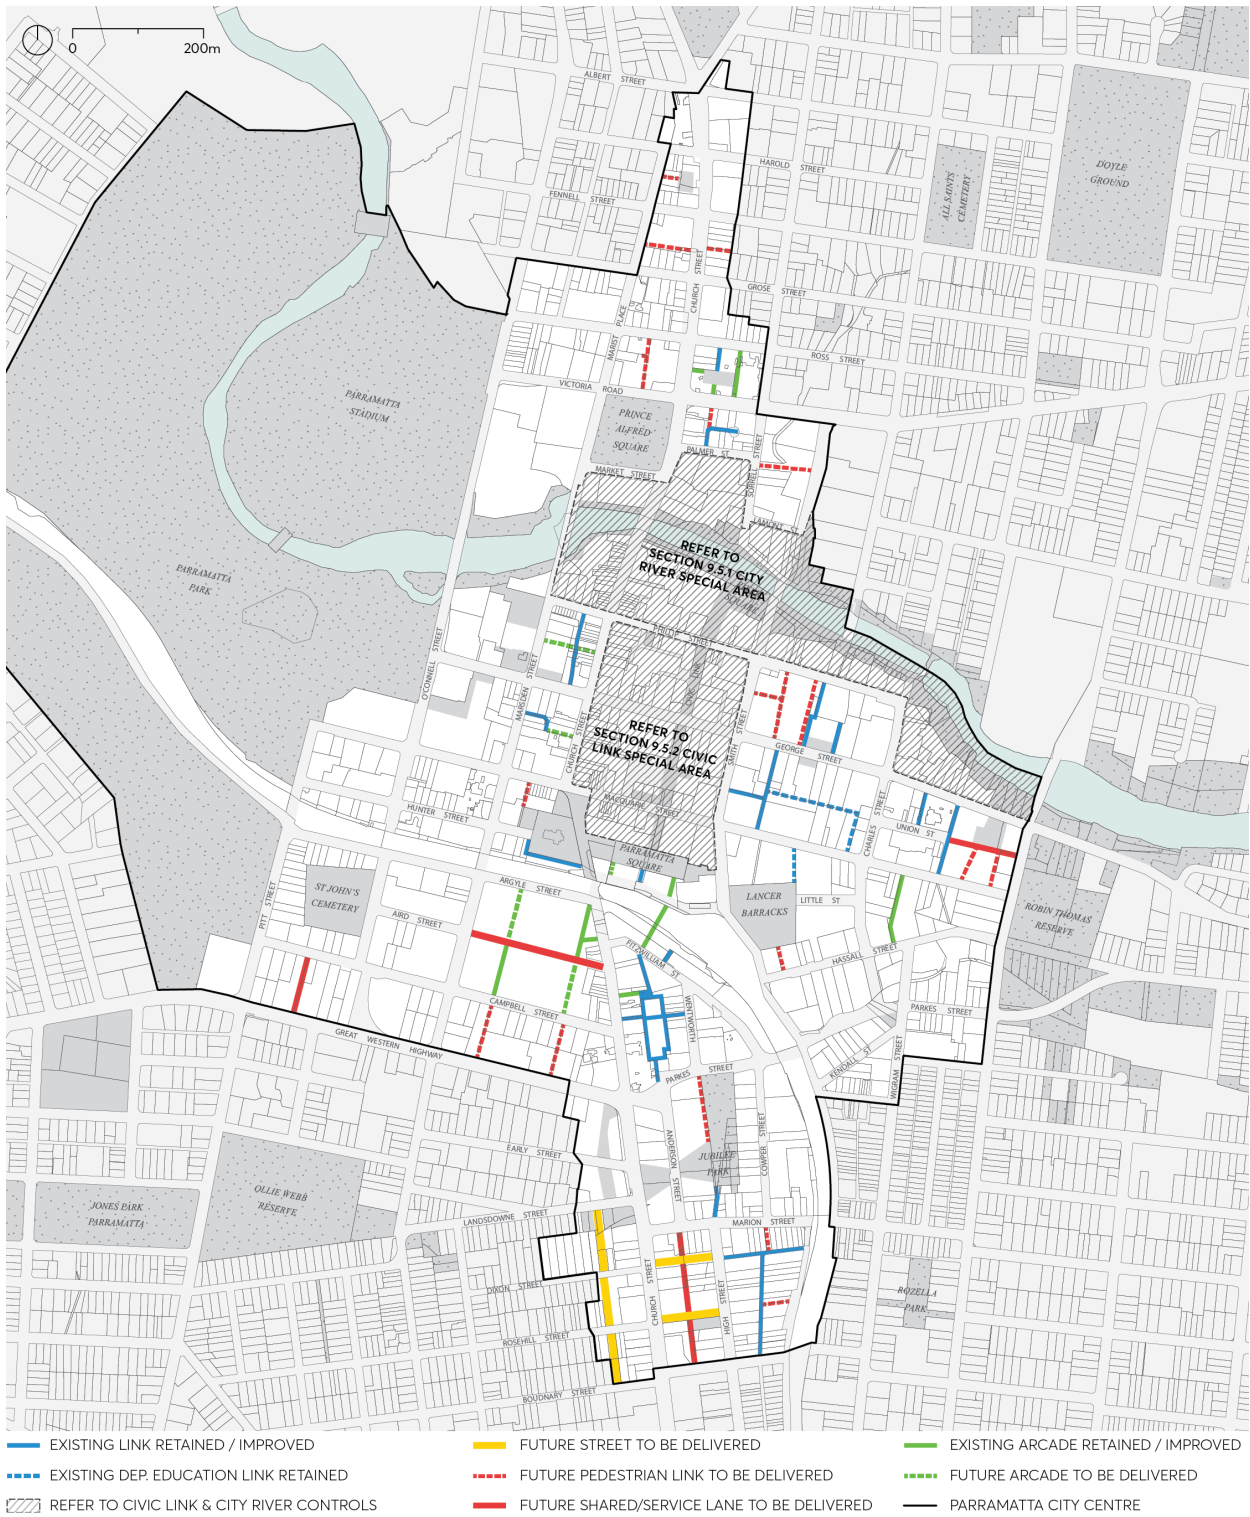 0
200m
ALBERT STREET
HAROLD STREET
DOYLE
GROUND
ALL SAINTS
CEMETERY
FENNELL STREET
CHURCH STREET
GROSE STREET
MARIST PLACE
ROSS STREET
VICTORIA ROAD
PARRAMATTA
STADIUM
PRINCE
ALFRED
SQUARE
PALMER ST
SORRELL STREET
MARKET STREET
LAMONT ST
REFER TO
SECTION 9.5.1 CITY
RIVER SPECIAL AREA
SQUARE
PARRAMATTA
PARK
PHILLIP STREET
O'CONNELL STREET
MARSDEN STREET
CIVIC LINK
CHURCH STREET
REFER TO
SECTION 9.5.2 CIVIC
LINK SPECIAL AREA
SMITH STREET
GEORGE STREET
MACQUARIE STREET
HUNTER STREET
CHARLES STREET
UNION ST
PARRAMATTA
SQUARE
ARGYLE STREET
ST JOHN'S
CEMETERY
LANCER
BARRACKS
LITTLE ST
PITT STREET
AIRD STREET
ROBIN THOMAS
RESERVE
FITZWILLIAM ST
HASSALL STREET
CAMPBELL STREET
WENTWORTH
PARKES STREET
GREAT WESTERN HIGHWAY
KENDALL ST
WIGRAM STREET
PARKES STREET
EARLY STREET
ANDERSON STREET
COWPER STREET
JUBILEE
PARK
OLLIE WEBB
RESERVE
JONES PARK
PARRAMATTA
LANDSDOWNE STREET
MARION STREET
DIXON STREET
CHURCH STREET
HIGH STREET
ROZELLA
PARK
ROSEHILL STREET
BOUDNARY STREET
EXISTING LINK RETAINED / IMPROVED
FUTURE STREET TO BE DELIVERED
EXISTING ARCADE RETAINED / IMPROVED
EXISTING DEP. EDUCATION LINK RETAINED
FUTURE PEDESTRIAN LINK TO BE DELIVERED
FUTURE ARCADE TO BE DELIVERED
REFER TO CIVIC LINK & CITY RIVER CONTROLS
FUTURE SHARED/SERVICE LANE TO BE DELIVERED
PARRAMATTA CITY CENTRE